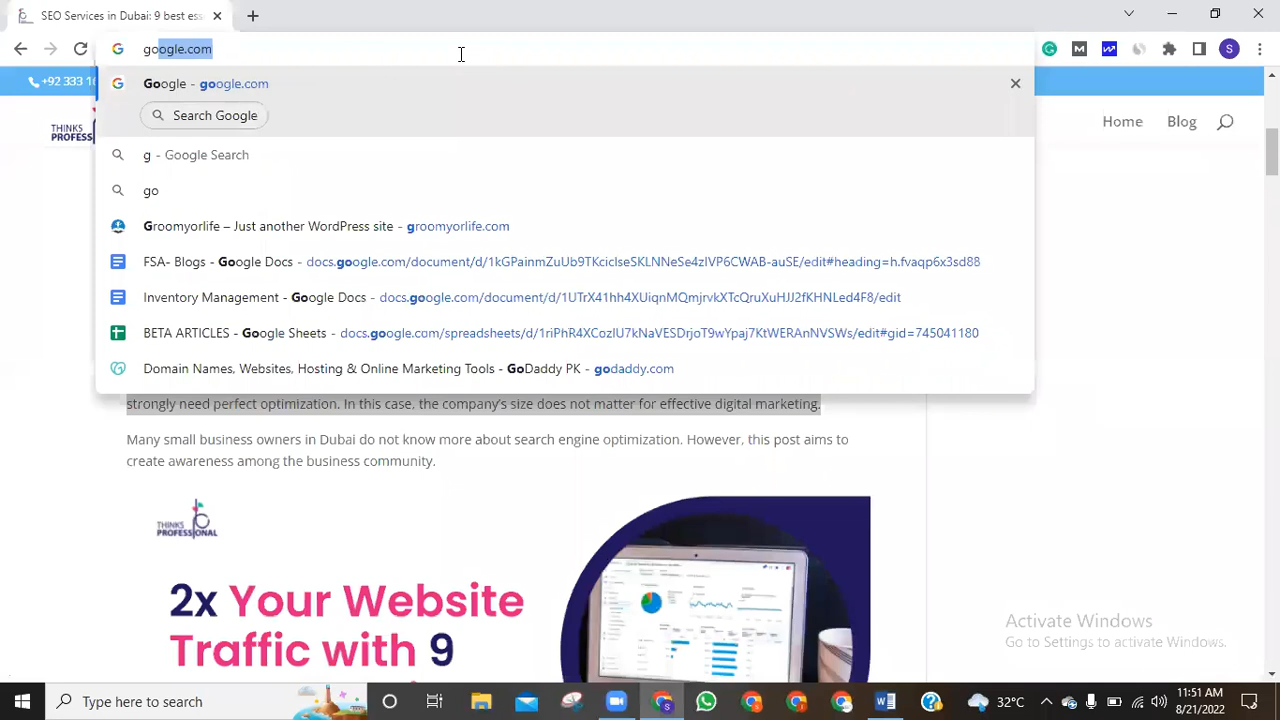 SEO Services in Dubai: 9 best ess
google.com
S
+92 333 1
Google - google.com
Search Google
g - Google Search
go
Groomyorlife – Just another WordPress site - groomyorlife.com
FSA- Blogs - Google Docs - docs.google.com/document/d/1kGPainmZuUb9TKciclseSKLNNeSe4zIVP6CWAB-auSE/edit#heading=h.fvaqp6x3sd88
Inventory Management - Google Docs - docs.google.com/document/d/1UTrX41hh4XUiqnMQmjrvkXTcQruXuHJJ2fKHNLed4F8/edit
BETA ARTICLES - Google Sheets - docs.google.com/spreadsheets/d/1riPhR4XCozlU7kNaVESDrjoT9wYpaj7KtWERAnNVSWs/edit#gid=745041180
Domain Names, Websites, Hosting & Online Marketing Tools - GoDaddy PK - godaddy.com
THINKS
PROFESS
Home
Blog
strongly need perfect optimization. In this case, the company's size does not matter for effective digital marketing.
Many small business owners in Dubai do not know more about search engine optimization. However, this post aims to
create awareness among the business community.
THINKS
PROFESSIONAL
2x Your Website
Traffic with 9
Activate Windows
Go to Settings to activate Windows.
Type here to search
32°C
11:51 AM
8/21/2022